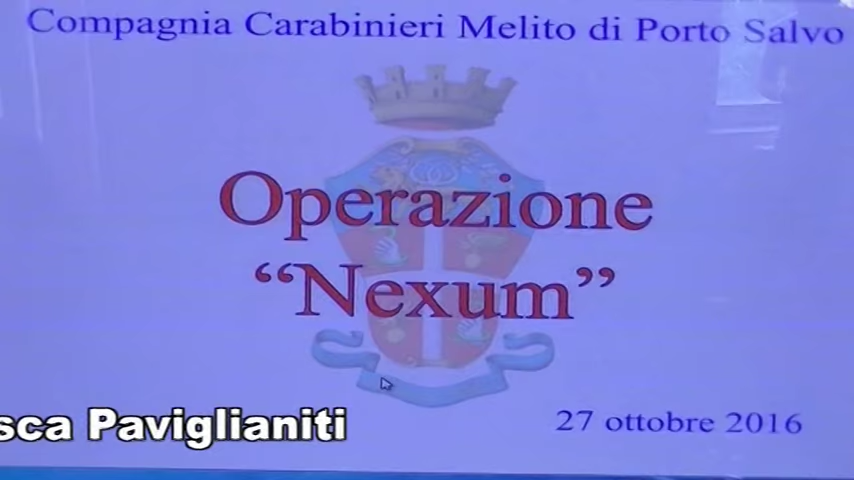 Compagnia Carabinieri Melito di Porto Salvo
Operazione
“Nexum”
sca Paviglianiti
27 ottobre 2016